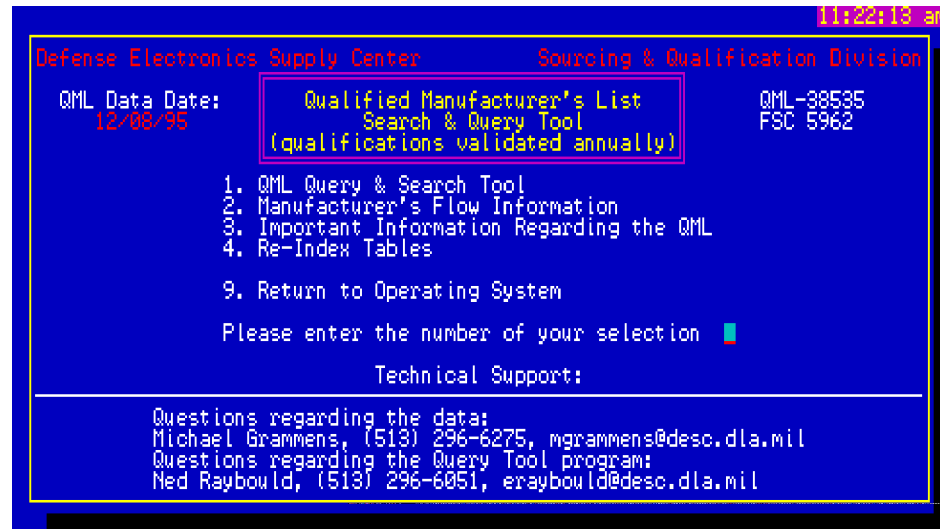 11:22:13 am
Defense Electronics Supply Center Sourcing & Qualification Division
QML Data Date: Qualified Manufacturer's List QML-38535
12/08/95 Search & Query Tool FSC 5962
(qualifications validated annually)
1. QML Query & Search Tool
2. Manufacturer's Flow Information
3. Important Information Regarding the QML
4. Re-Index Tables
9. Return to Operating System
Please enter the number of your selection
Technical Support:
Questions regarding the data:
Michael Grammens, (513) 296-6275, mgrammens@desc.dla.mil
Questions regarding the Query Tool program:
Ned Raybould, (513) 296-6051, eraybould@desc.dla.mil